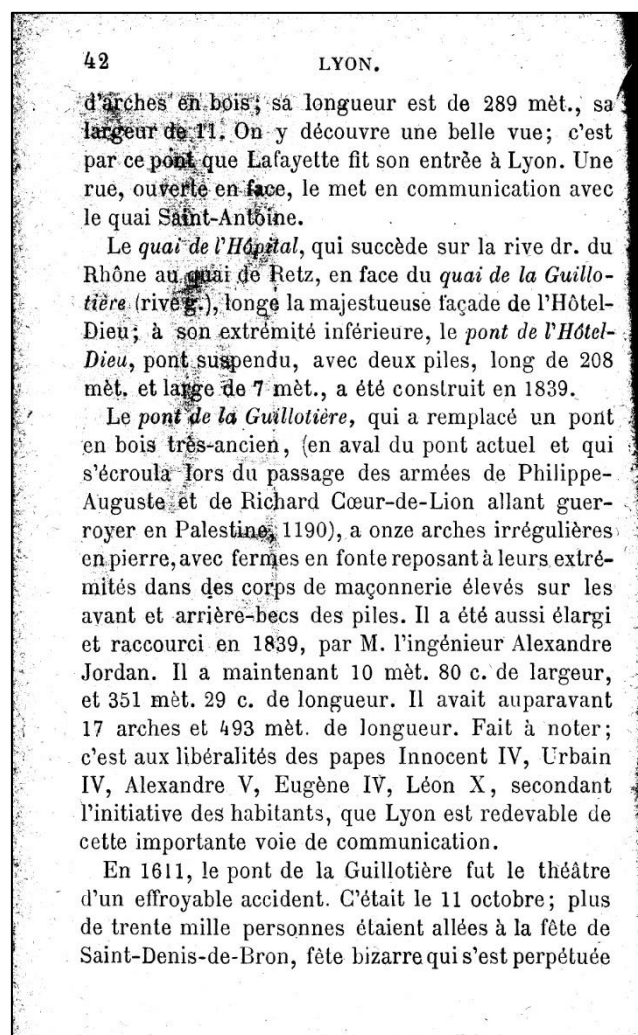 42 LYON.
d'arches en bois; sa longueur est de 289 mèt., sa
largeur de 11. On y découvre une belle vue; c'est
par ce pont que Lafayette fit son entrèe à Lyon. Une
rue, ouverte en face, le met en communication avec
le quai Saint-Antoine.
Le quai de l'Hôpital, qui succède sur la rive dr. du
Rhône au quai de Retz, en face du quai de la Guillo-
tière (rive g.), longe la majestueuse façade de l'Hôtel-
Dieu; à son extrémité inférieure, le pont de l'Hôtel-
Dieu, pont suspendu, avec deux piles, long de 208
mèt. et large de 7 mèt., a été construit en 1839.
Le pont de la Guillotière, qui a remplacé un pont
en bois très-ancien, (en aval du pont actuel et qui
s'écroula lors du passage des armées de Philippe-
Auguste et de Richard Cœur-de-Lion allant guer-
royer en Palestine, 1190), a onze arches irrégulières
en pierre, avec fermes en fonte reposant à leurs extré-
mités dans des corps de maçonnerie élevés sur les
avant et arrière-becs des piles. Il a été aussi élargi
et raccourci en 1839, par M. l'ingénieur Alexandre
Jordan. Il a maintenant 10 mèt. 80 c. de largeur,
et 351 mèt. 29 c. de longueur. Il avait auparavant
17 arches et 493 mèt. de longueur. Fait à noter;
c'est aux libéralités des papes Innocent IV, Urbain
IV, Alexandre V, Eugène IV, Léon X, secondant
l'initiative des habitants, que Lyon est redevable de
cette importante voie de communication.
En 1611, le pont de la Guillotière fut le théâtre
d'un effroyable accident. C'était le 11 octobre; plus
de trente mille personnes étaient allées à la fête de
Saint-Denis-de-Bron, fête bizarre qui s'est perpétuée